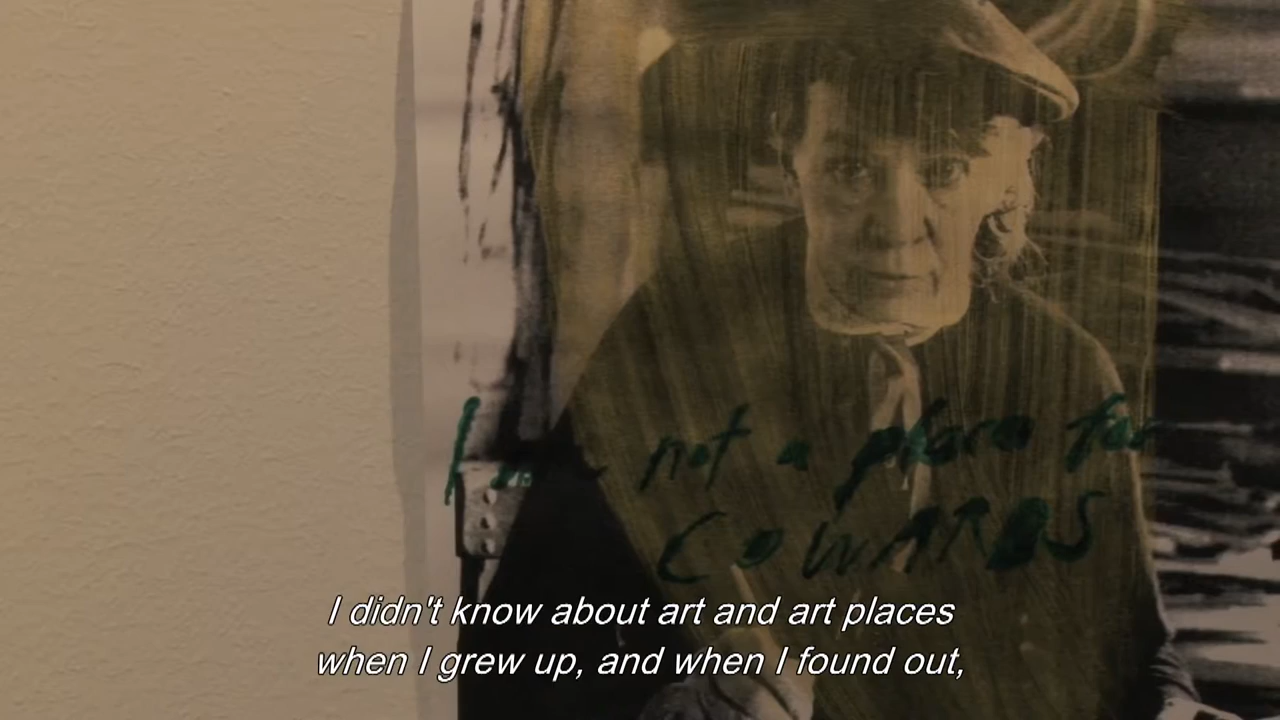 I not a place for
COWARDS
I didn't know about art and art places
when I grew up, and when I found out,